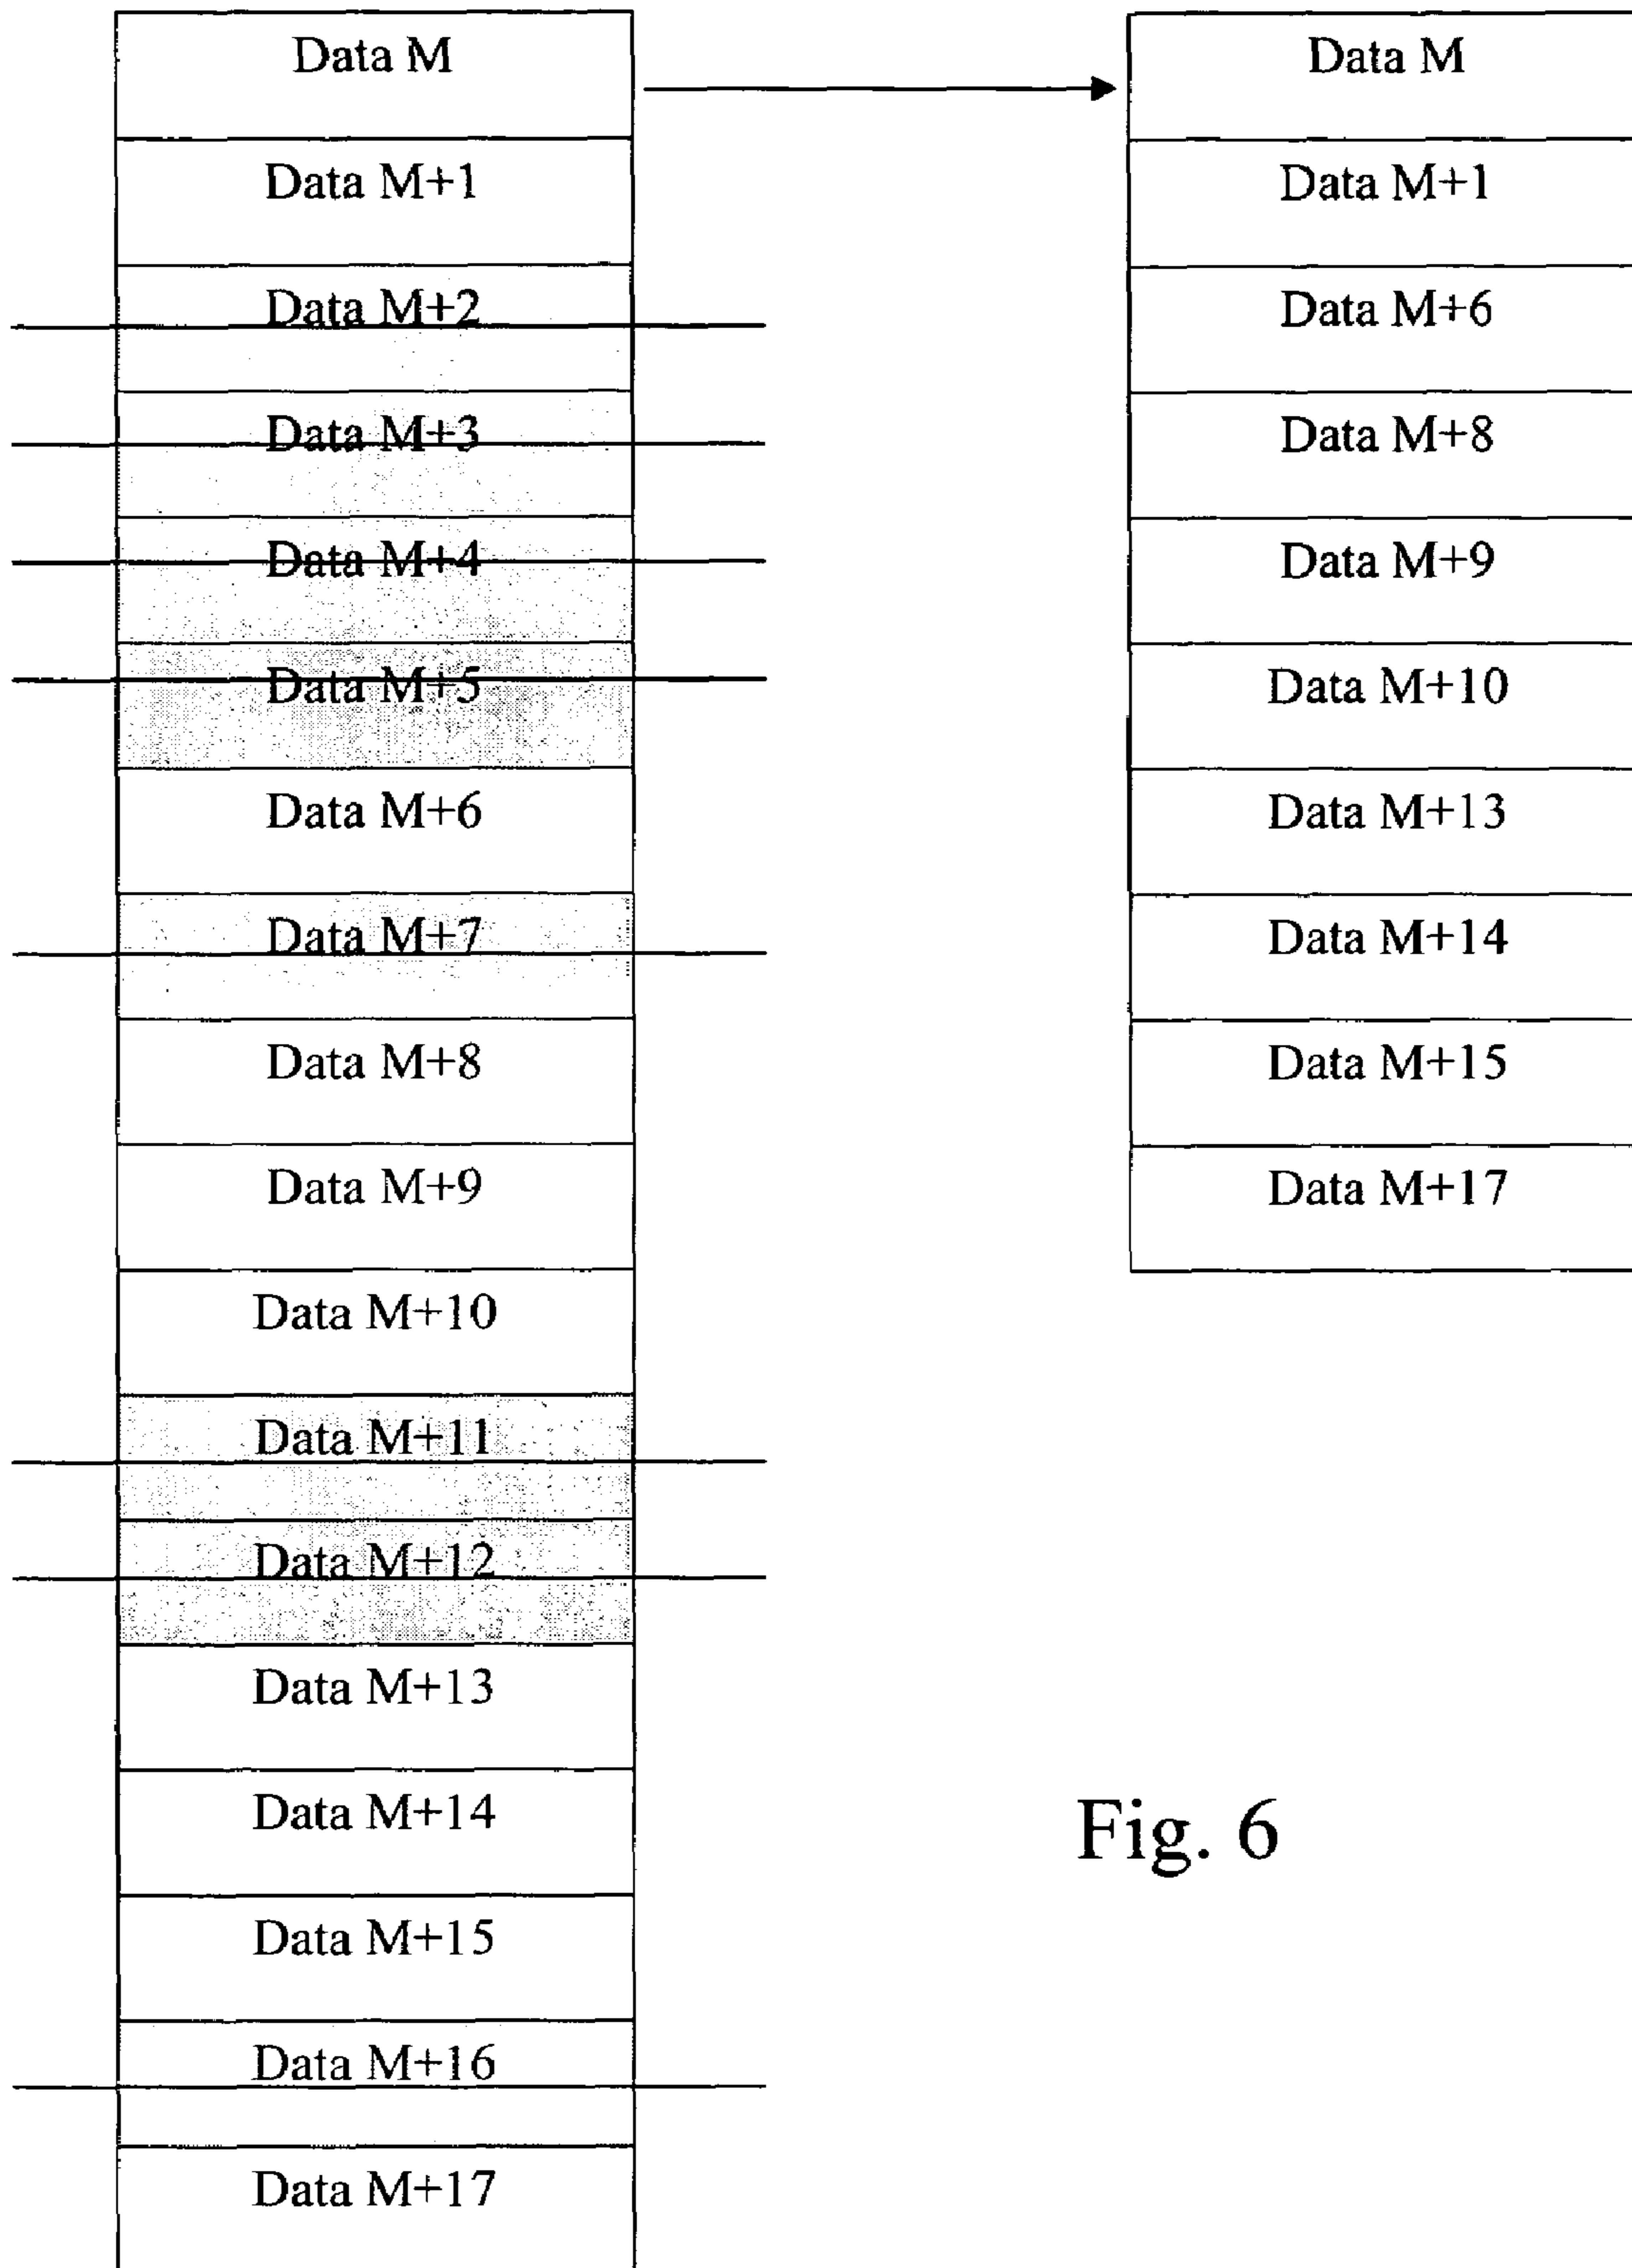 Data M
Data M+1
Data M+2
Data M+3
Data M+4
Data M+5
Data M+6
Data M+7
Data M+8
Data M+9
Data M+10
Data M+11
Data M+12
Data M+13
Data M+14
Data M+15
Data M+16
Data M+17
Data M
Data M+1
Data M+6
Data M+8
Data M+9
Data M+10
Data M+13
Data M+14
Data M+15
Data M+17
Fig. 6